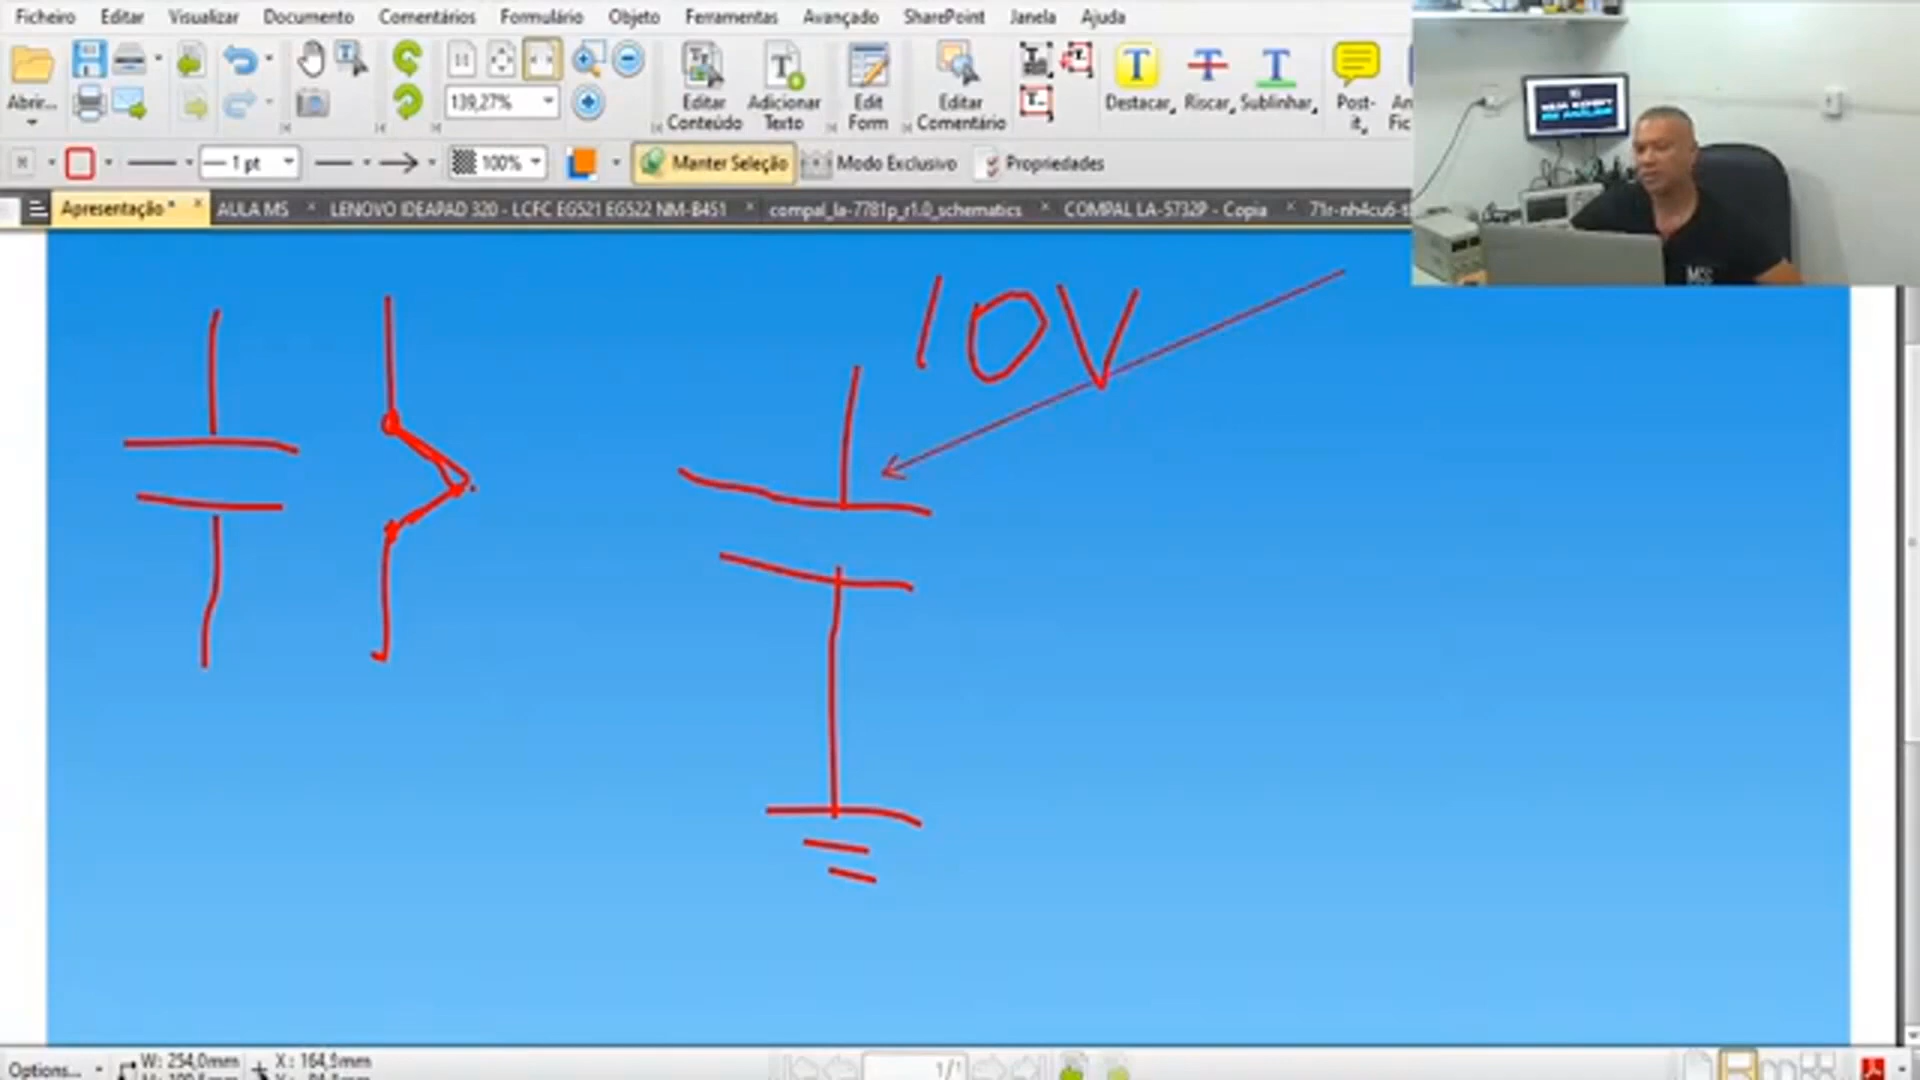 Ficheiro Editar Visualizar Documento Comentários Formulário Objeto Ferramentas Avançado SharePoint Janela Ajuda
Abrir...
139,27%
Editar Conteúdo
Adicionar Texto
Edit Form
Editar Comentário
Destacar
Riscar
Sublinhar
Post-it
1 pt
100%
Manter Seleção
Modo Exclusivo
Propriedades
Apresentação * AULA MS LENOVO IDEAPAD 320 - LCFC EG521 EG522 NM-B451 compal_la-7781p_r1.0_schematics COMPAL LA-5732P - Copia
10V
MS
Options...
W: 254,0mm
X: 164,3mm
1/1